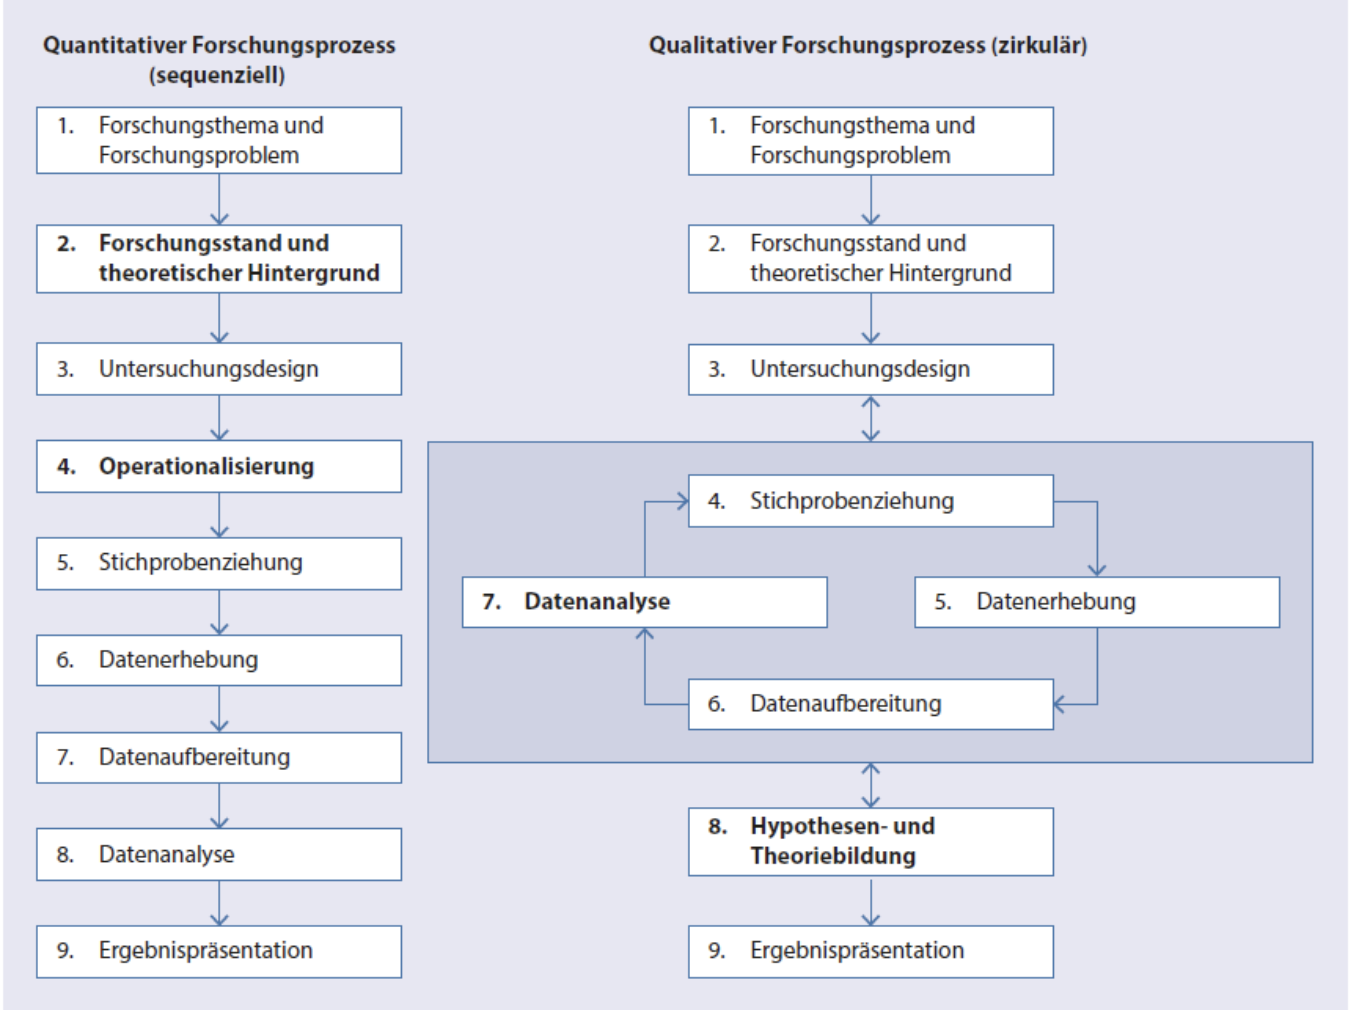 Quantitativer Forschungsprozess
(sequenziell)
1. Forschungsthema und
Forschungsproblem
2. Forschungsstand und
theoretischer Hintergrund
3. Untersuchungsdesign
4. Operationalisierung
5. Stichprobenziehung
6. Datenerhebung
7. Datenaufbereitung
8. Datenanalyse
9. Ergebnispräsentation
Qualitativer Forschungsprozess (zirkulär)
1. Forschungsthema und
Forschungsproblem
2. Forschungsstand und
theoretischer Hintergrund
3. Untersuchungsdesign
4. Stichprobenziehung
5. Datenerhebung
6. Datenaufbereitung
7. Datenanalyse
8. Hypothesen- und
Theoriebildung
9. Ergebnispräsentation